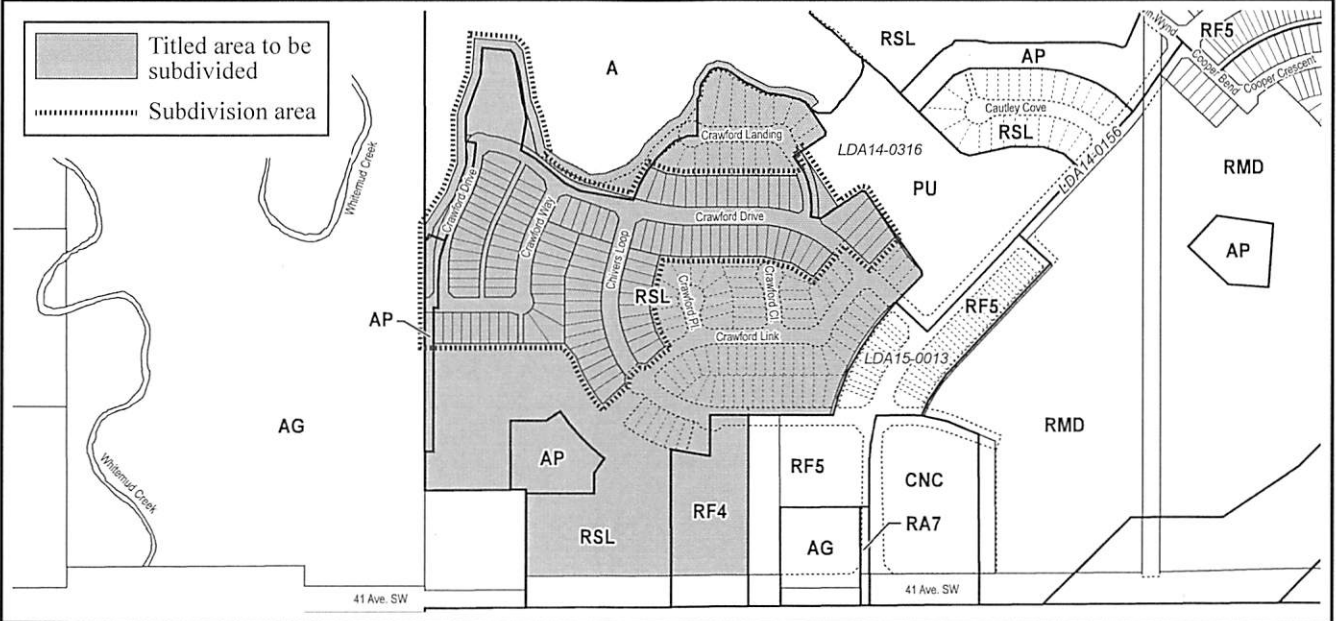 Titled area to be
subdivided
Subdivision area
RSL
AP
RF5
Cooper Bend
Cooper Crescent
A
Cautley Cove
RSL
LDA14-0156
Crawford Landing
LDA14-0316
PU
RMD
AP
Whitemud Creek
Crawford Drive
Crawford Way
Chivers Loop
Crawford Drive
RSL
Crawford Pl.
Crawford Cl.
Crawford Link
RF5
LDA15-0013
AP
AG
Whitemud Creek
AP
RMD
RF5
CNC
RF4
RA7
RSL
AG
41 Ave. SW
41 Ave. SW